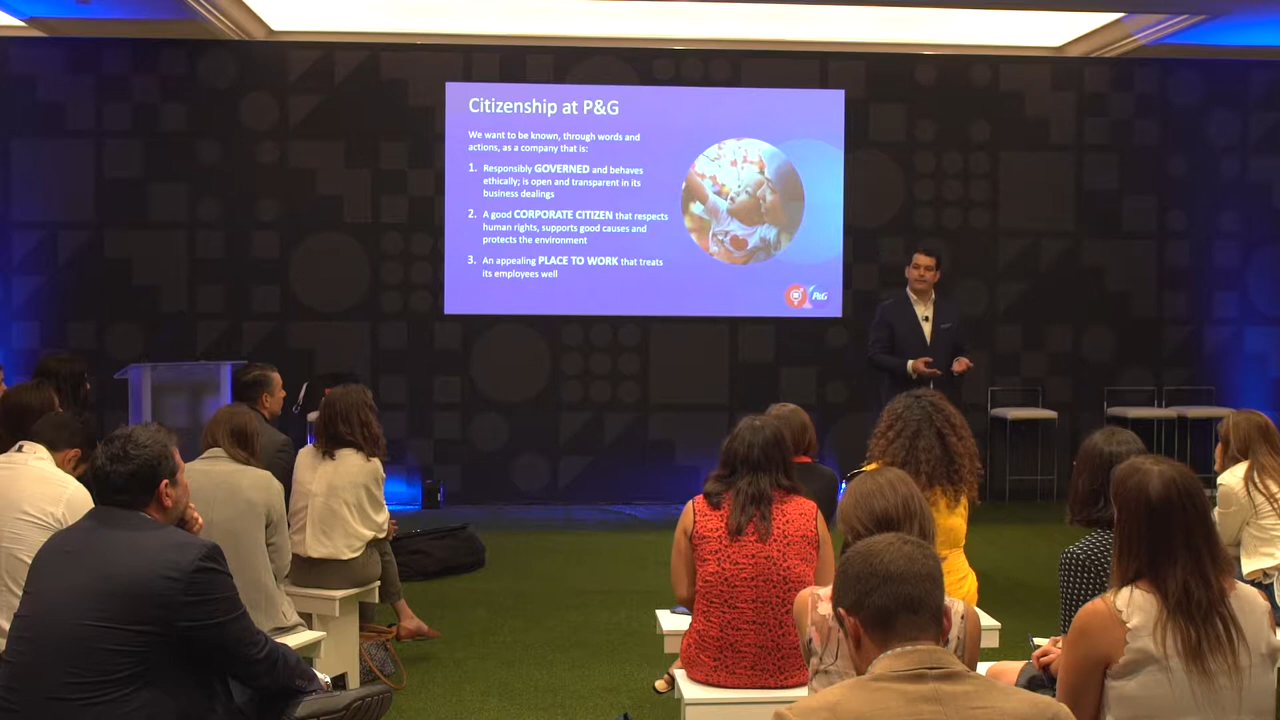 Citizenship at P&G
We want to be known, through words and
actions, as a company that is:
1. Responsibly GOVERNED and behaves
ethically; is open and transparent in its
business dealings
2. A good CORPORATE CITIZEN that respects
human rights, supports good causes and
protects the environment
3. An appealing PLACE TO WORK that treats
its employees well
P&G